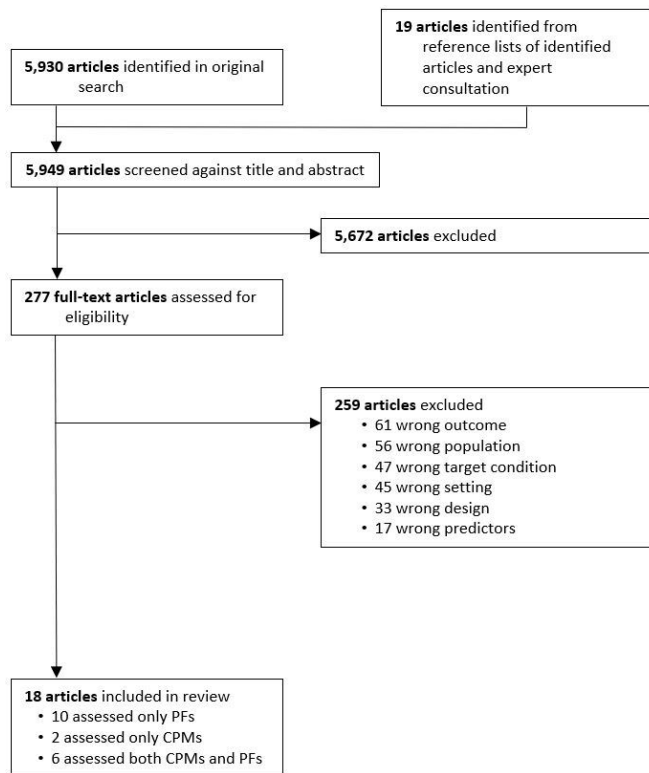 5,930 articles identified in original
search
19 articles identified from
reference lists of identified
articles and expert
consultation
5,949 articles screened against title and abstract
5,672 articles excluded
277 full-text articles assessed for
eligibility
259 articles excluded
• 61 wrong outcome
• 56 wrong population
• 47 wrong target condition
• 45 wrong setting
• 33 wrong design
• 17 wrong predictors
18 articles included in review
• 10 assessed only PFs
• 2 assessed only CPMs
• 6 assessed both CPMs and PFs